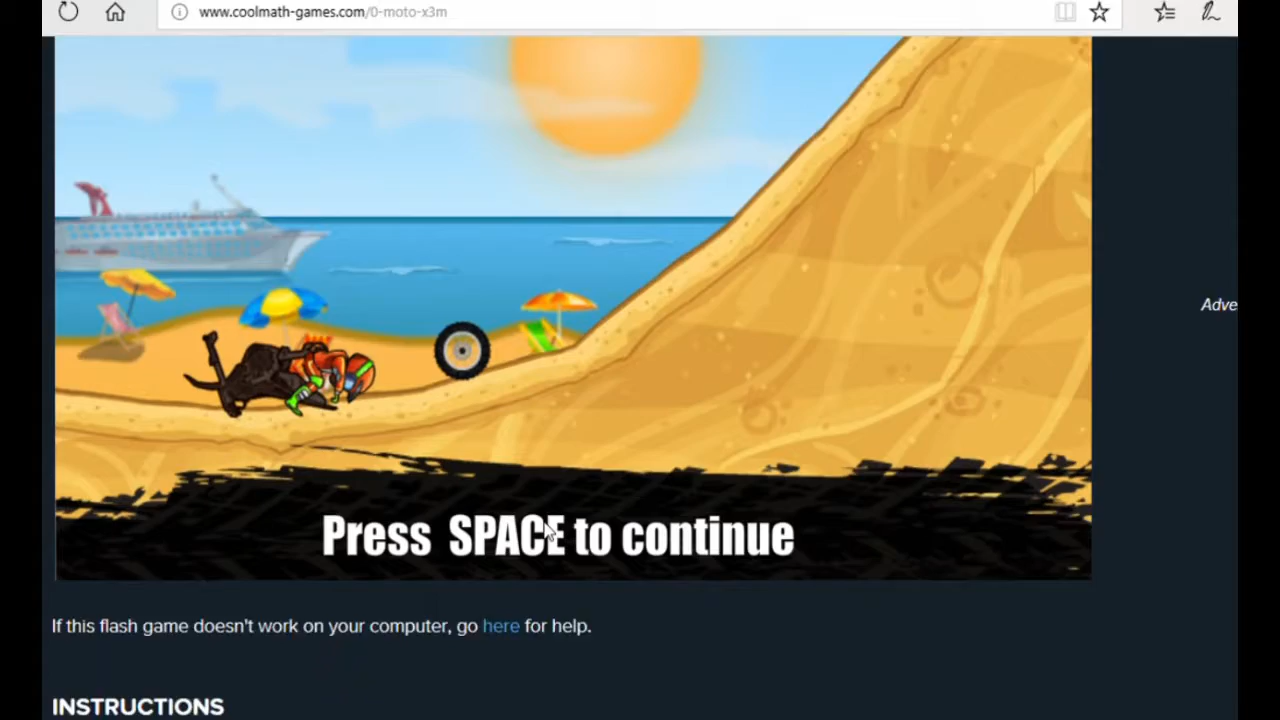 www.coolmath-games.com/0-moto-x3m
Adve
Press SPACE to continue
If this flash game doesn't work on your computer, go here for help.
INSTRUCTIONS